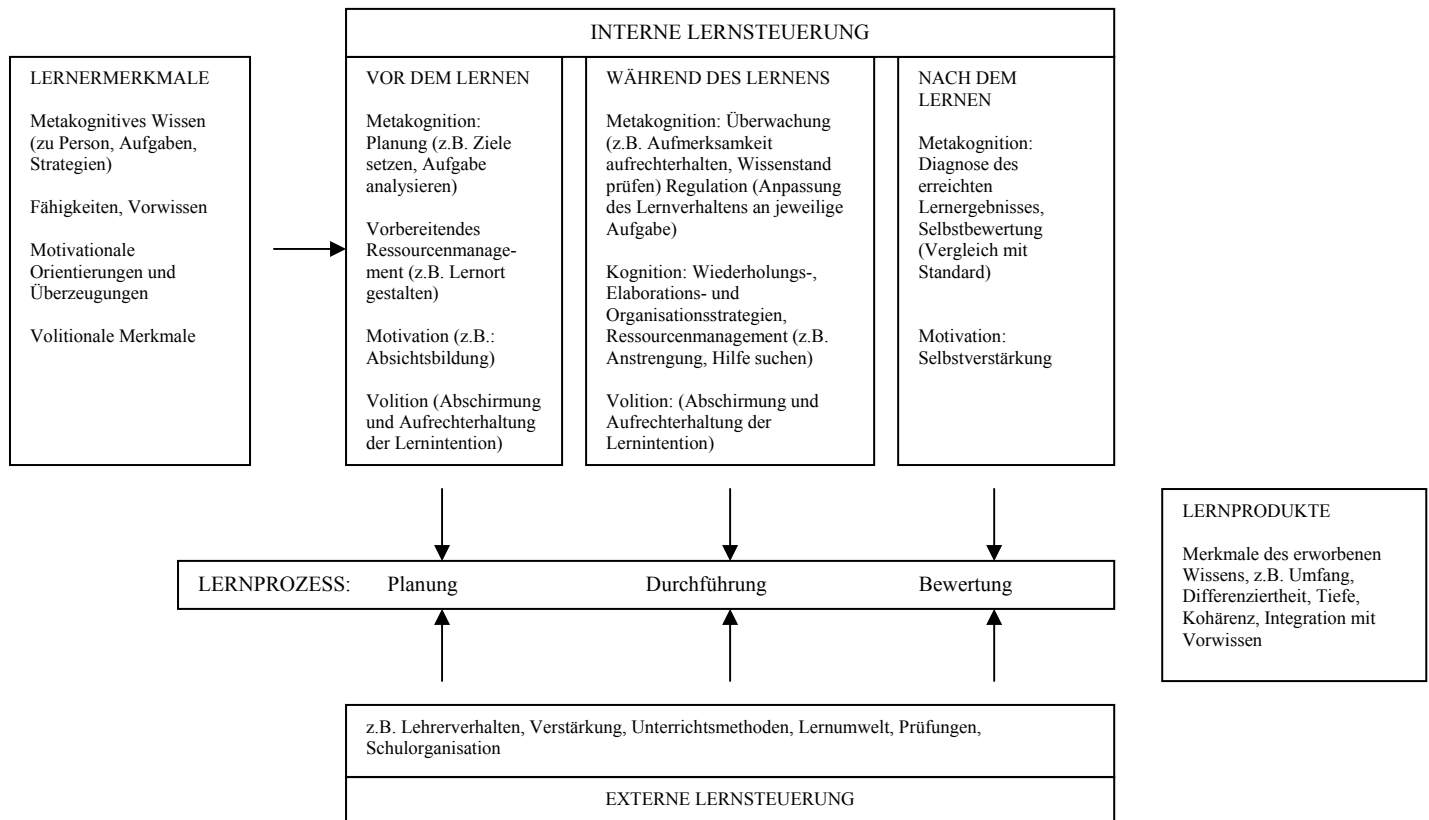 INTERNE LERNSTEUERUNG
LERNERMERKMALE
Metakognitives Wissen
(zu Person, Aufgaben,
Strategien)
Fähigkeiten, Vorwissen
Motivationale
Orientierungen und
Überzeugungen
Volitionale Merkmale
VOR DEM LERNEN
Metakognition:
Planung (z.B. Ziele
setzen, Aufgabe
analysieren)
Vorbereitendes
Ressourcenmanage-
ment (z.B. Lernort
gestalten)
Motivation (z.B.:
Absichtsbildung)
Volition (Abschirmung
und Aufrechterhaltung
der Lernintention)
WÄHREND DES LERNENS
Metakognition: Überwachung
(z.B. Aufmerksamkeit
aufrechterhalten, Wissenstand
prüfen) Regulation (Anpassung
des Lernverhaltens an jeweilige
Aufgabe)
Kognition: Wiederholungs-,
Elaborations- und
Organisationsstrategien,
Ressourcenmanagement (z.B.
Anstrengung, Hilfe suchen)
Volition: (Abschirmung und
Aufrechterhaltung der
Lernintention)
NACH DEM
LERNEN
Metakognition:
Diagnose des
erreichten
Lernergebnisses,
Selbstbewertung
(Vergleich mit
Standard)
Motivation:
Selbstverstärkung
LERNPROZESS: Planung Durchführung Bewertung
LERNPRODUKTE
Merkmale des erworbenen
Wissens, z.B. Umfang,
Differenziertheit, Tiefe,
Kohärenz, Integration mit
Vorwissen
z.B. Lehrerverhalten, Verstärkung, Unterrichtsmethoden, Lernumwelt, Prüfungen,
Schulorganisation
EXTERNE LERNSTEUERUNG